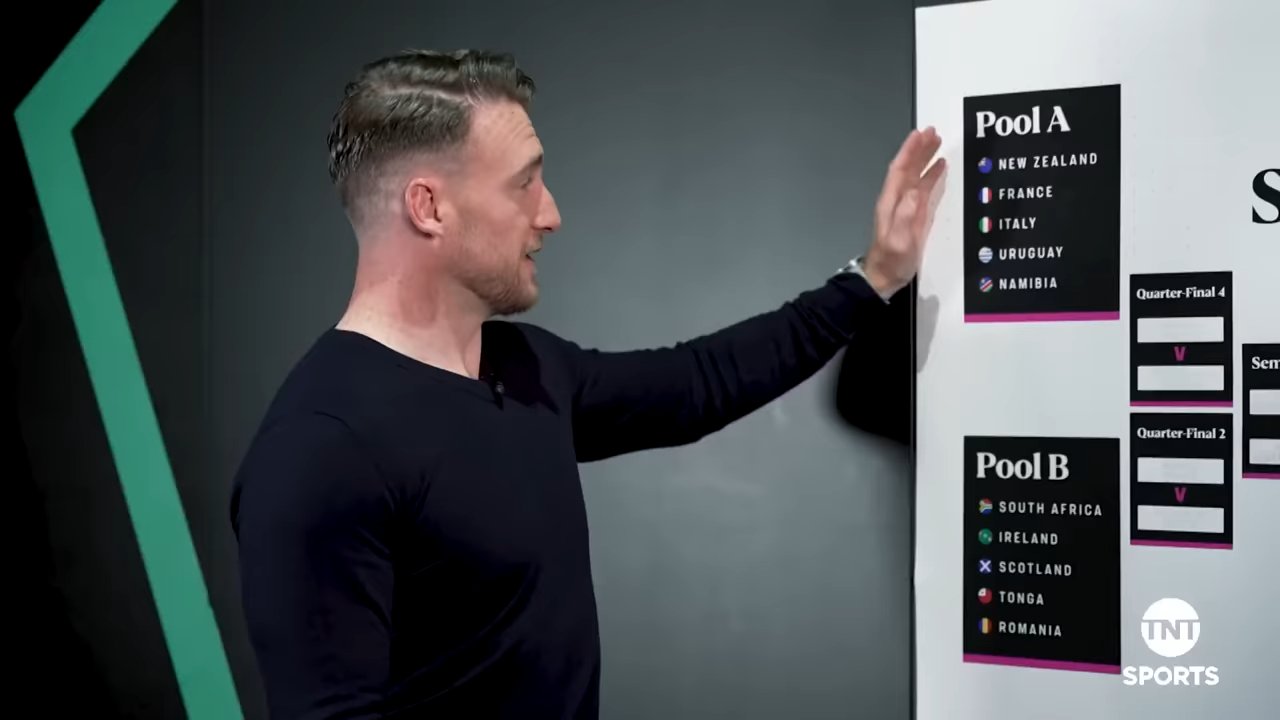 Pool A
NEW ZEALAND
FRANCE
ITALY
URUGUAY
NAMIBIA
S
Quarter-Final 4
V
Quarter-Final 2
V
Sem
Pool B
SOUTH AFRICA
IRELAND
SCOTLAND
TONGA
ROMANIA
TNT
SPORTS